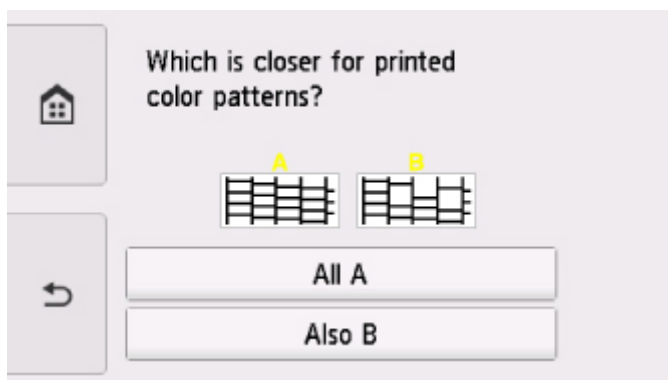 Which is closer for printed
color patterns?
A B
All A
Also B